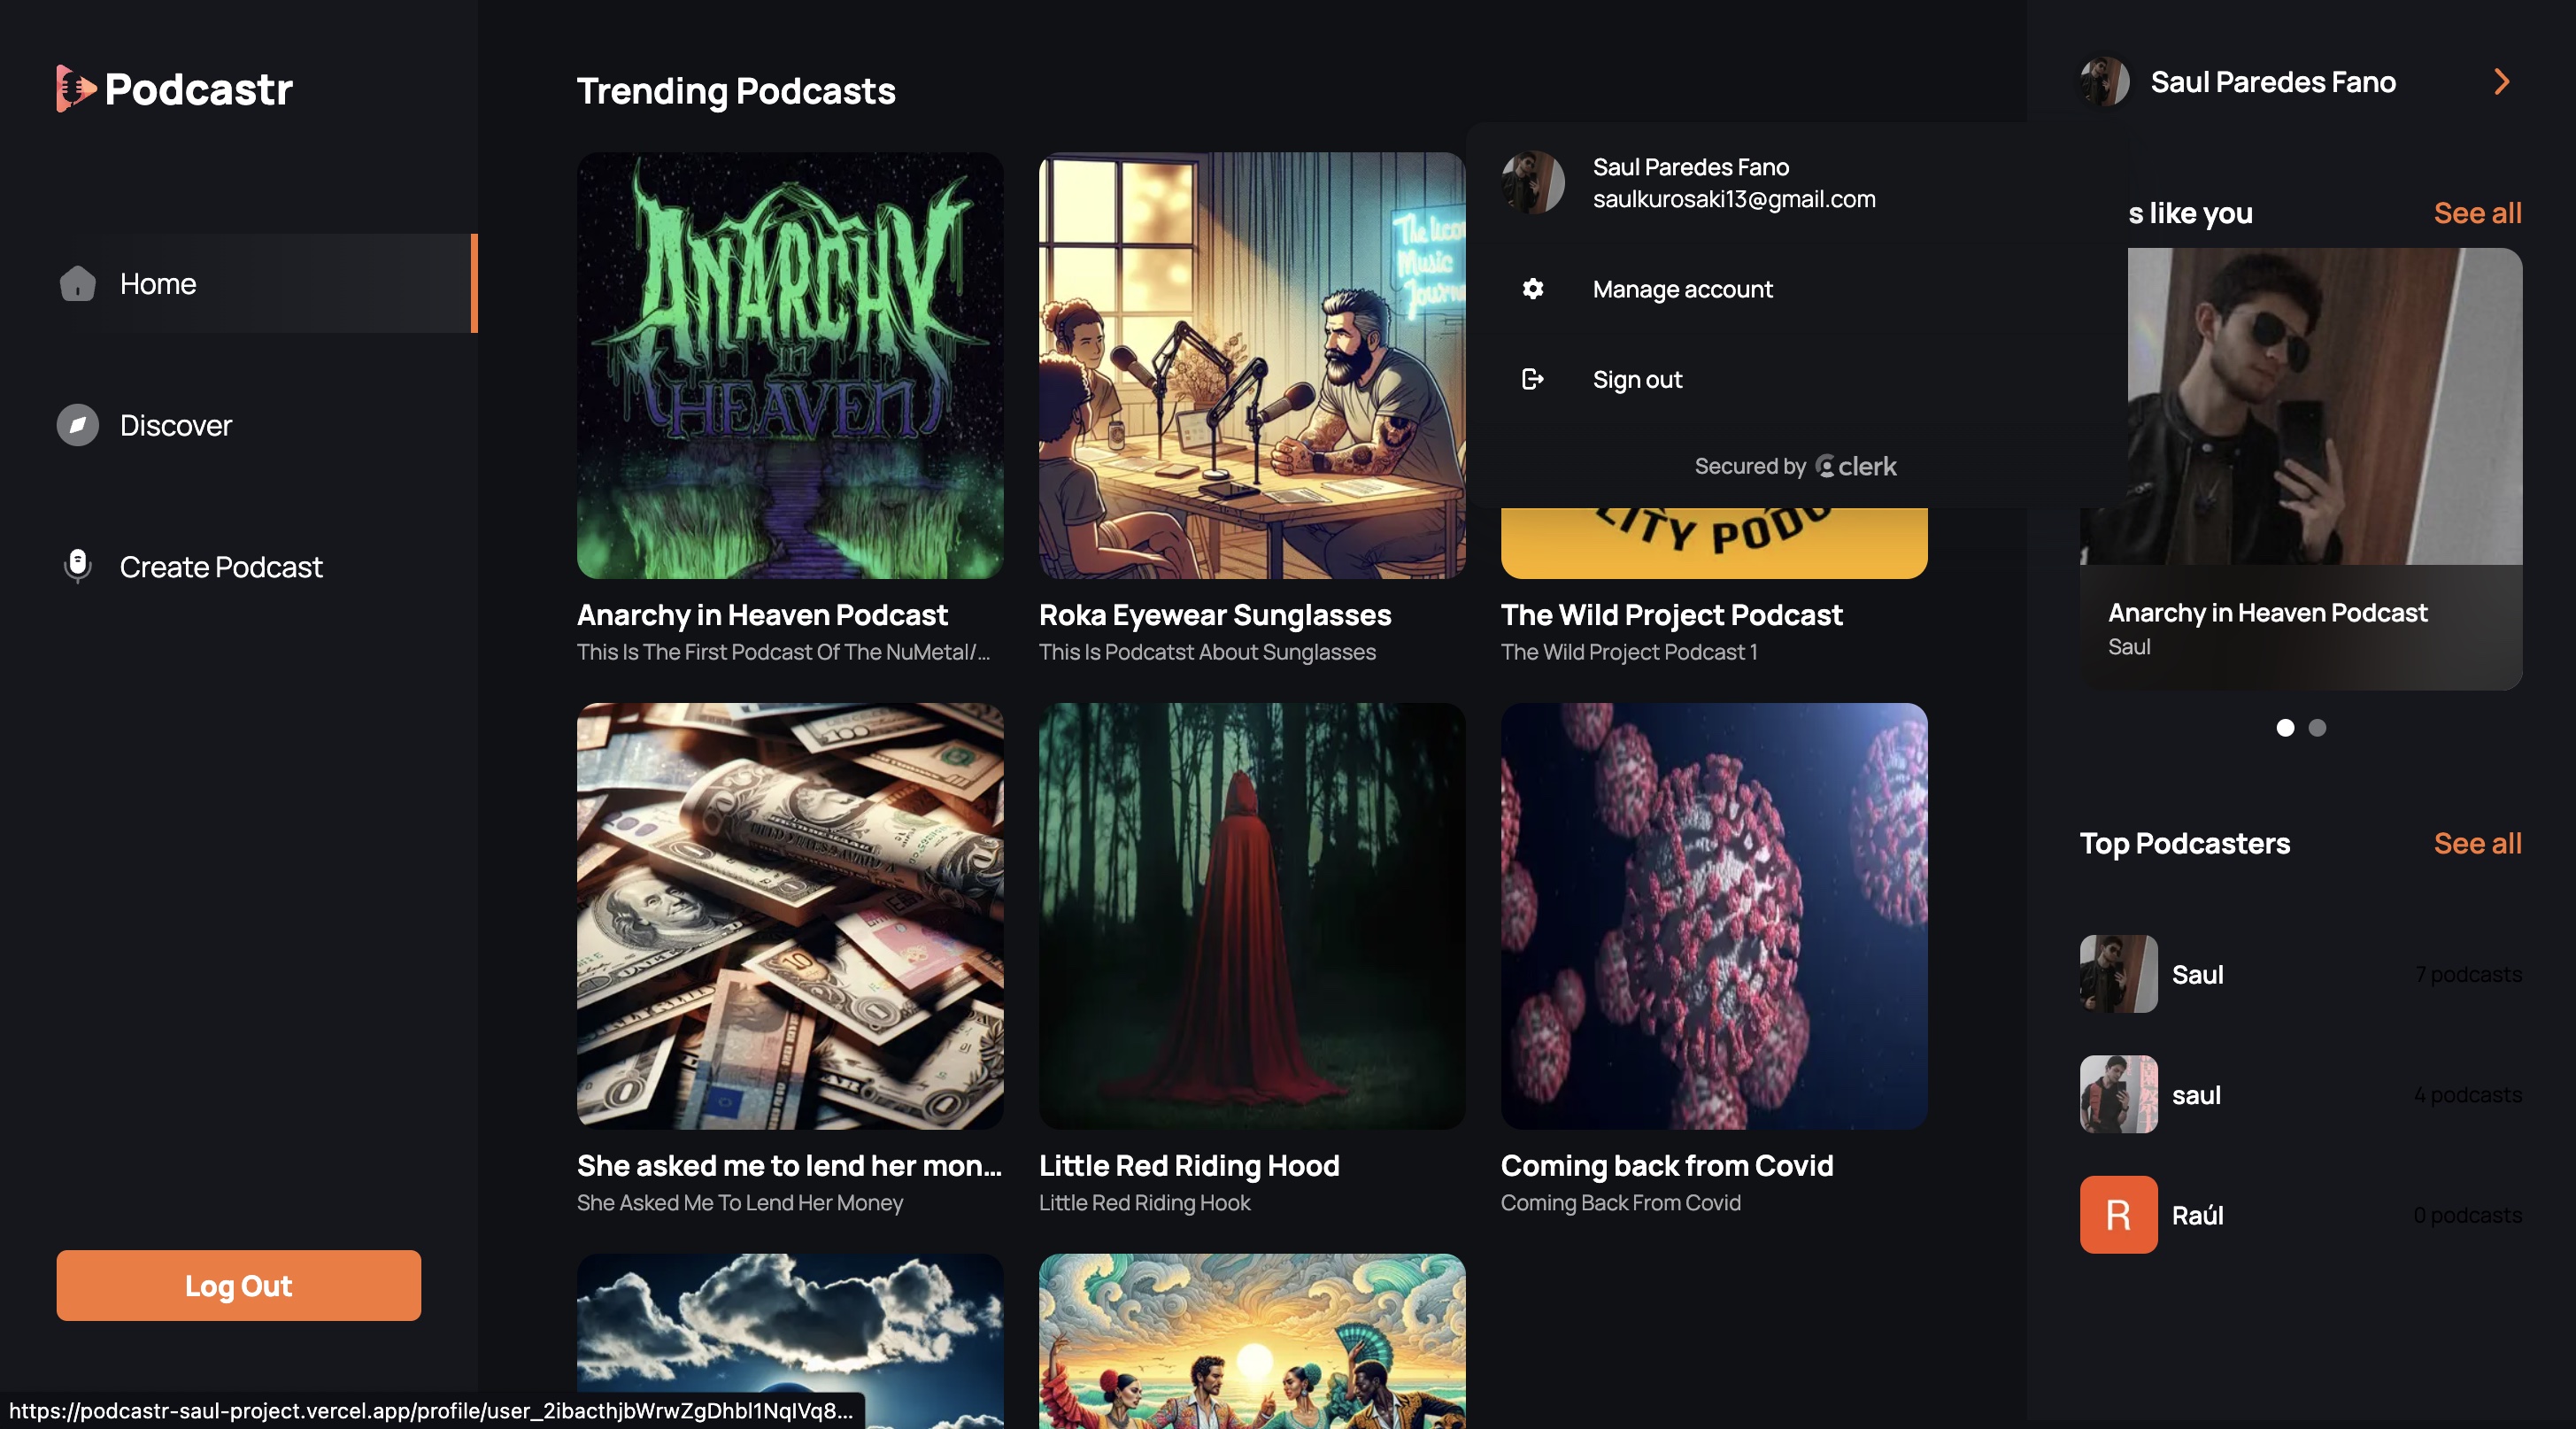 Podcastr
Home
Discover
Create Podcast
Log Out
https://podcastr-saul-project.vercel.app/profile/user_2ibacthjbWrwZgDhbl1NqIVq8...
Trending Podcasts
ANARCHY
in
HEAVEN
Anarchy in Heaven Podcast
This Is The First Podcast Of The NuMetal/...
Music
Roka Eyewear Sunglasses
This Is Podcatst About Sunglasses
The Wild Project Podcast
The Wild Project Podcast 1
She asked me to lend her mon...
She Asked Me To Lend Her Money
Little Red Riding Hood
Little Red Riding Hook
Coming back from Covid
Coming Back From Covid
Saul Paredes Fano
saulkurosaki13@gmail.com
Manage account
Sign out
Secured by clerk
Saul Paredes Fano
s like you
See all
Anarchy in Heaven Podcast
Saul
Top Podcasters
See all
Saul
7 podcasts
saul
4 podcasts
R
Raúl
0 podcasts